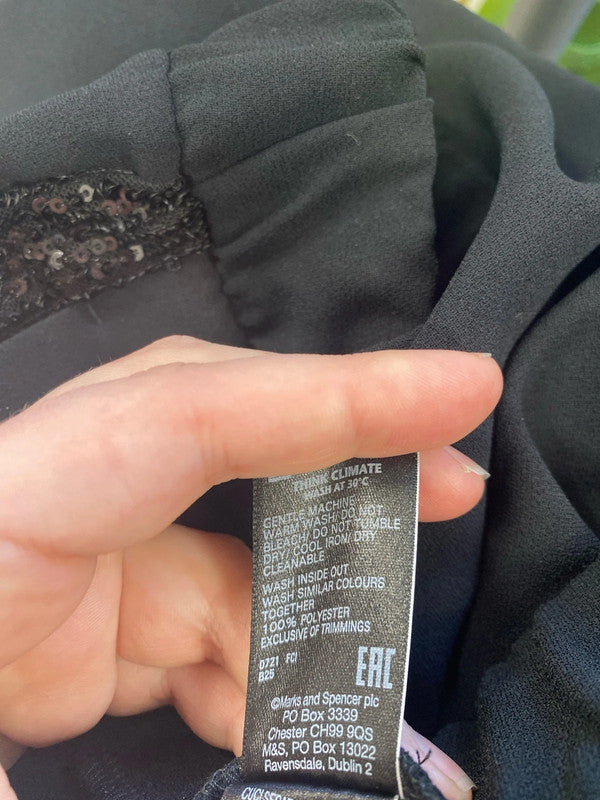 THINK CLIMATE
WASH AT 30°C
GENTLE MACHINE
WARM WASH/DO NOT
BLEACH/ DO NOT TUMBLE
DRY/ COOL IRON/ DRY
CLEANABLE
WASH INSIDE OUT
WASH SIMILAR COLOURS
TOGETHER
100% POLYESTER
EXCLUSIVE OF TRIMMINGS
0721 FCI
B25
EAC
©Marks and Spencer plc
PO Box 3339
Chester CH99 9QS
M&S, PO Box 13022
Ravensdale, Dublin 2